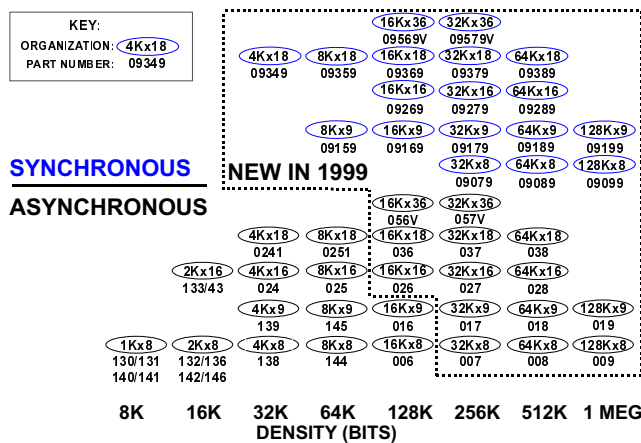 KEY:
ORGANIZATION: 4Kx18
PART NUMBER: 09349
16Kx36 32Kx36
09569V 09579V
4Kx18 8Kx18 16Kx18 32Kx18 64Kx18
09349 09359 09369 09379 09389
16Kx16 32Kx16 64Kx16
09269 09279 09289
8Kx9 16Kx9 32Kx9 64Kx9 128Kx9
09159 09169 09179 09189 09199
SYNCHRONOUS NEW IN 1999 32Kx8 64Kx8 128Kx8
09079 09089 09099
ASYNCHRONOUS
16Kx36 32Kx36
056V 057V
4Kx18 8Kx18 16Kx18 32Kx18 64Kx18
0241 0251 036 037 038
2Kx16 4Kx16 8Kx16 16Kx16 32Kx16 64Kx16
133/43 024 025 026 027 028
4Kx9 8Kx9 16Kx9 32Kx9 64Kx9 128Kx9
139 145 016 017 018 019
1Kx8 2Kx8 4Kx8 8Kx8 16Kx8 32Kx8 64Kx8 128Kx8
130/131 132/136 138 144 006 007 008 009
140/141 142/146
8K 16K 32K 64K 128K 256K 512K 1 MEG
DENSITY (BITS)